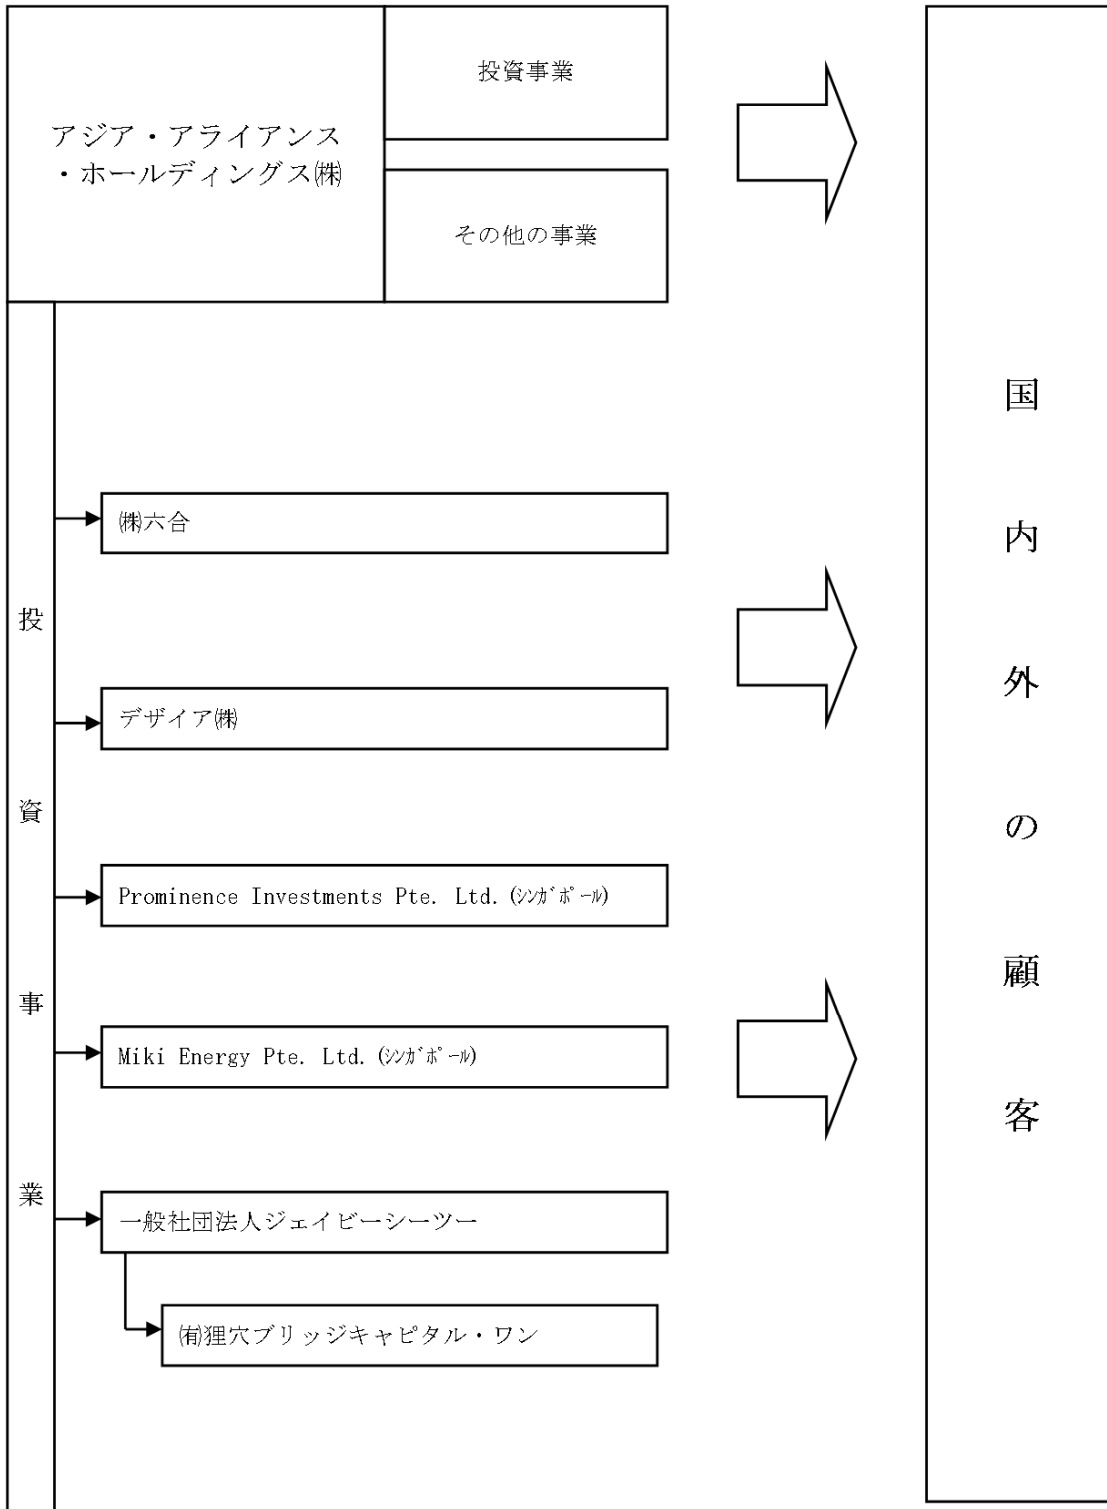 アジア・アライアンス
・ホールディングス㈱
投資事業
その他の事業
投資事業
㈱六合
デザイア㈱
Prominence Investments Pte. Ltd. (ｼﾝｶﾞﾎﾟｰﾙ)
Miki Energy Pte. Ltd. (ｼﾝｶﾞﾎﾟｰﾙ)
一般社団法人ジェイビーシーツー
㈲狸穴ブリッジキャピタル・ワン
国内外の顧客